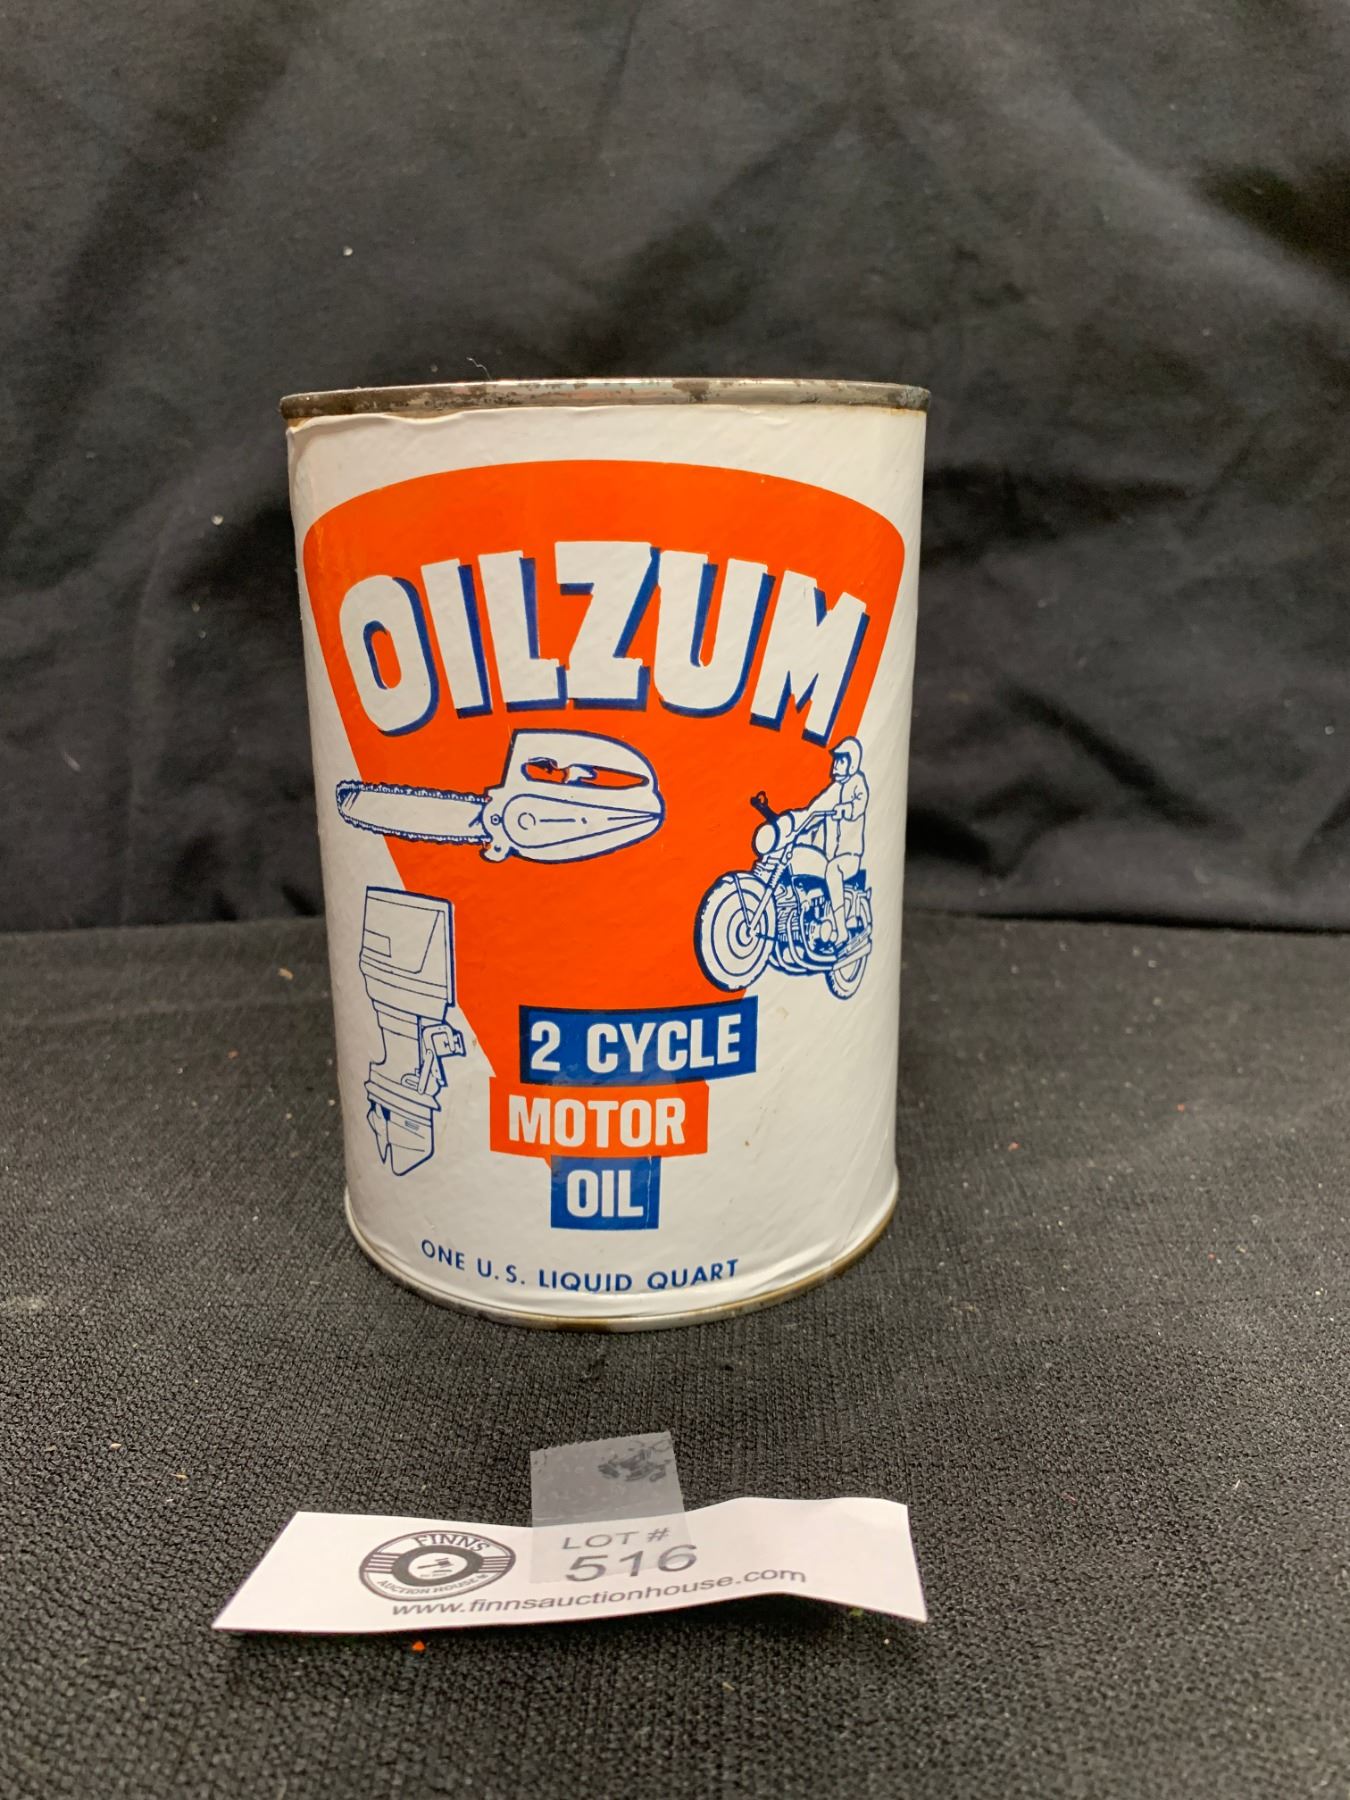 OILZUM
2 CYCLE
MOTOR
OIL
ONE U.S. LIQUID QUART
FINNS
AUCTION HOUSE
LOT #
516
www.finnsauctionhouse.com